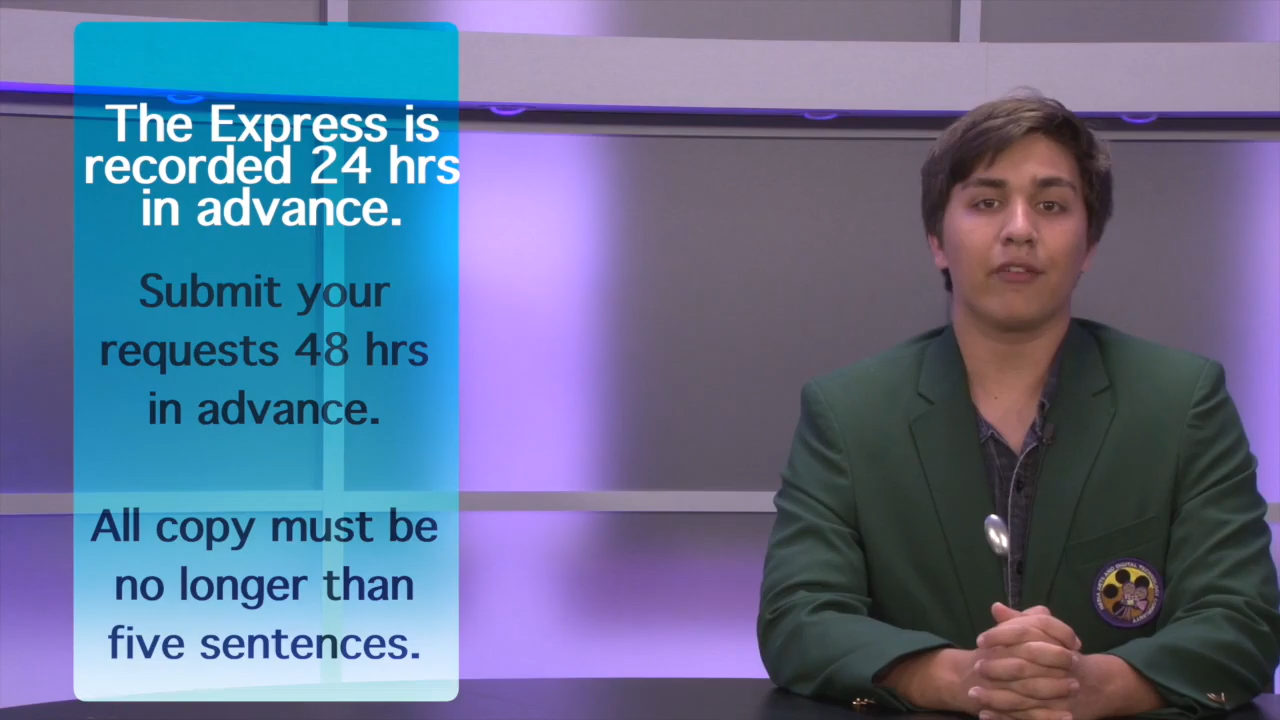 The Express is
recorded 24 hrs
in advance.
Submit your
requests 48 hrs
in advance.
All copy must be
no longer than
five sentences.